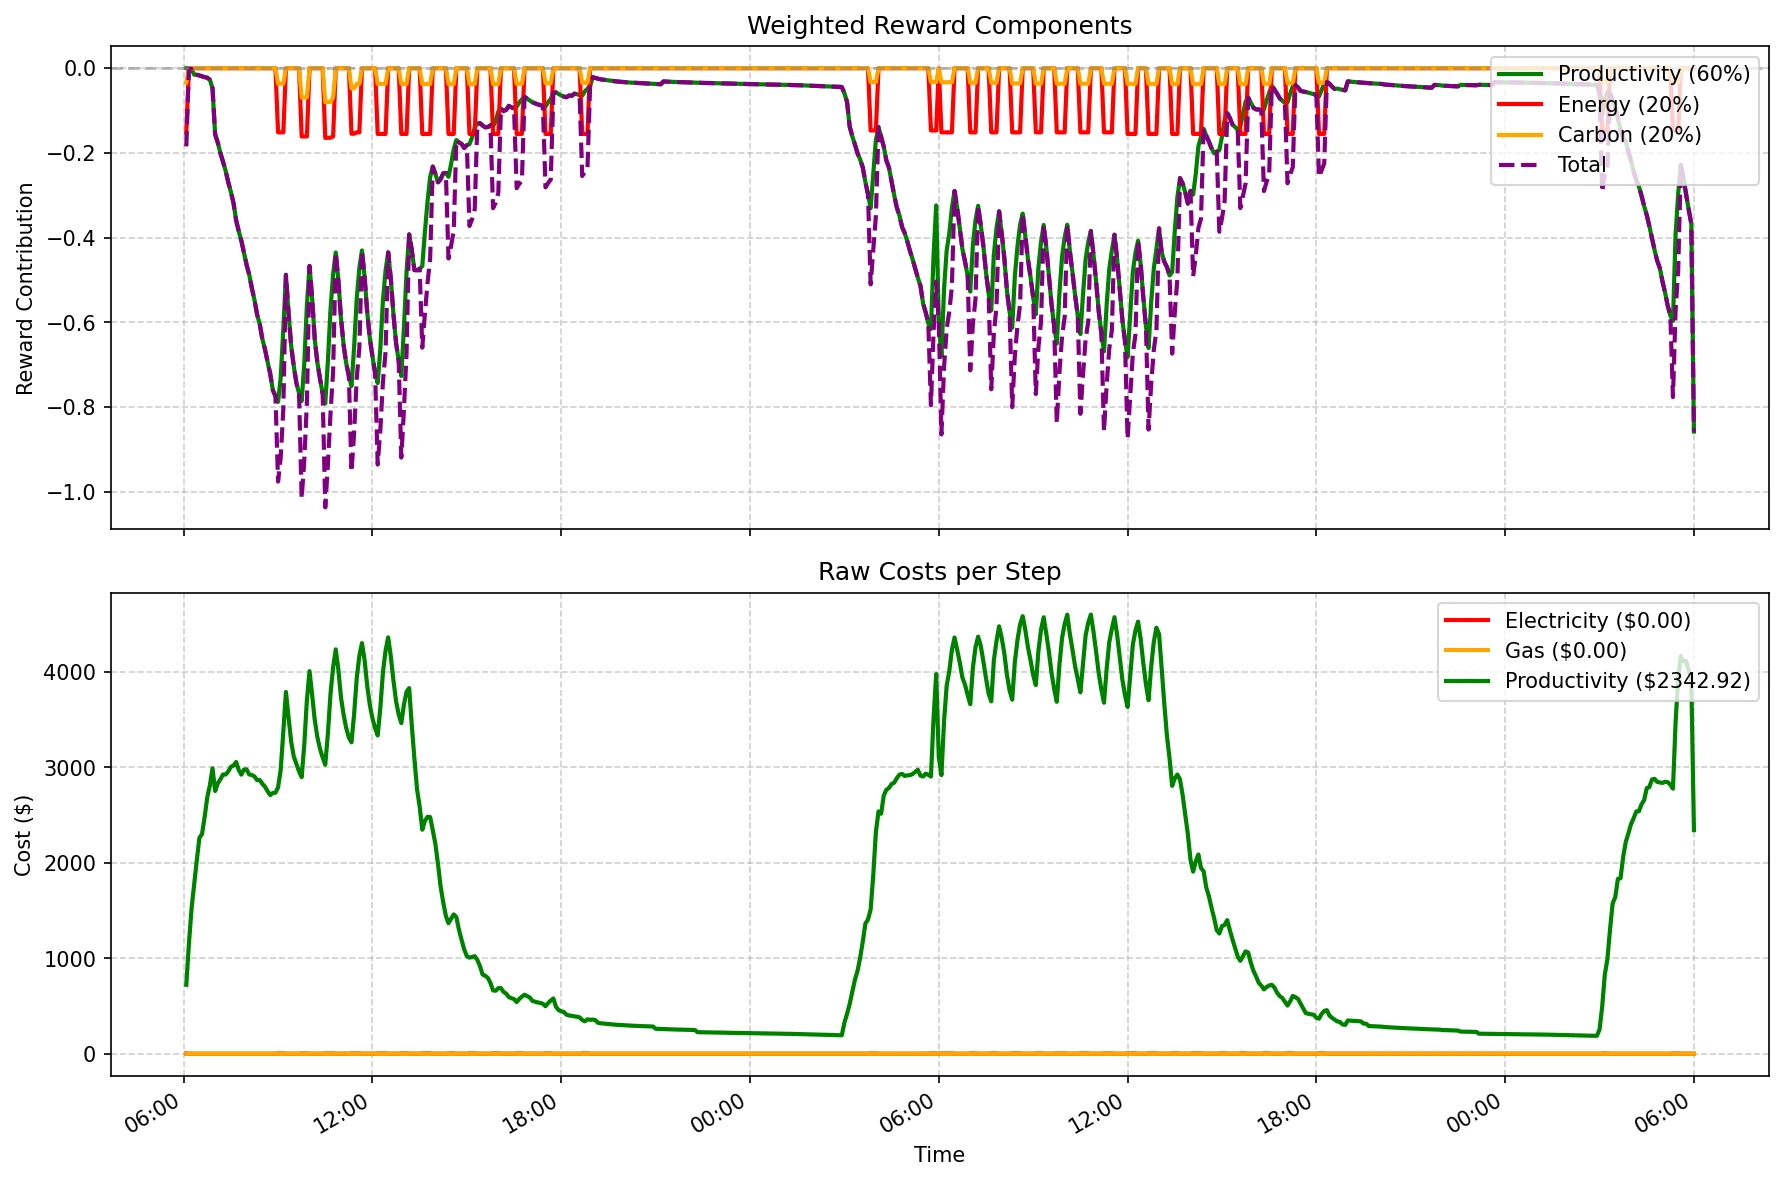 Weighted Reward Components
Reward Contribution
0.0
−0.2
−0.4
−0.6
−0.8
−1.0
Productivity (60%)
Energy (20%)
Carbon (20%)
Total
Raw Costs per Step
Cost ($)
4000
3000
2000
1000
0
Electricity ($0.00)
Gas ($0.00)
Productivity ($2342.92)
06:00 12:00 18:00 00:00 06:00 12:00 18:00 00:00 06:00
Time